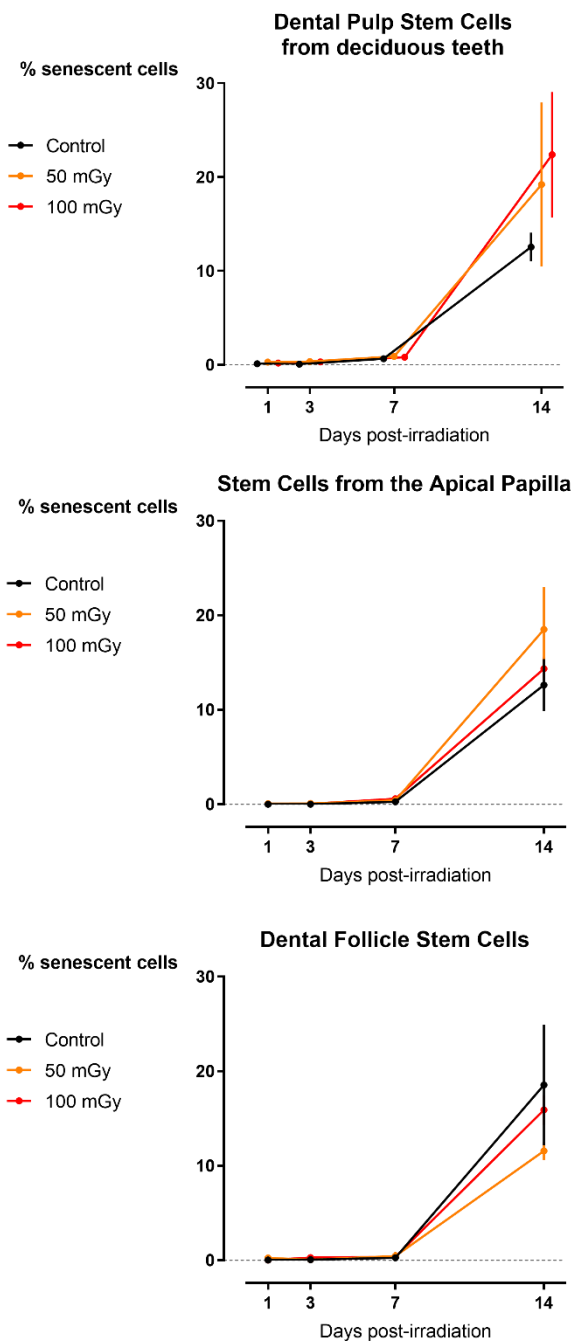 Dental Pulp Stem Cells
from deciduous teeth
% senescent cells
Control
50 mGy
100 mGy
30
20
10
0
1 3 7 14
Days post-irradiation
Stem Cells from the Apical Papilla
% senescent cells
Control
50 mGy
100 mGy
30
20
10
0
1 3 7 14
Days post-irradiation
Dental Follicle Stem Cells
% senescent cells
Control
50 mGy
100 mGy
30
20
10
0
1 3 7 14
Days post-irradiation